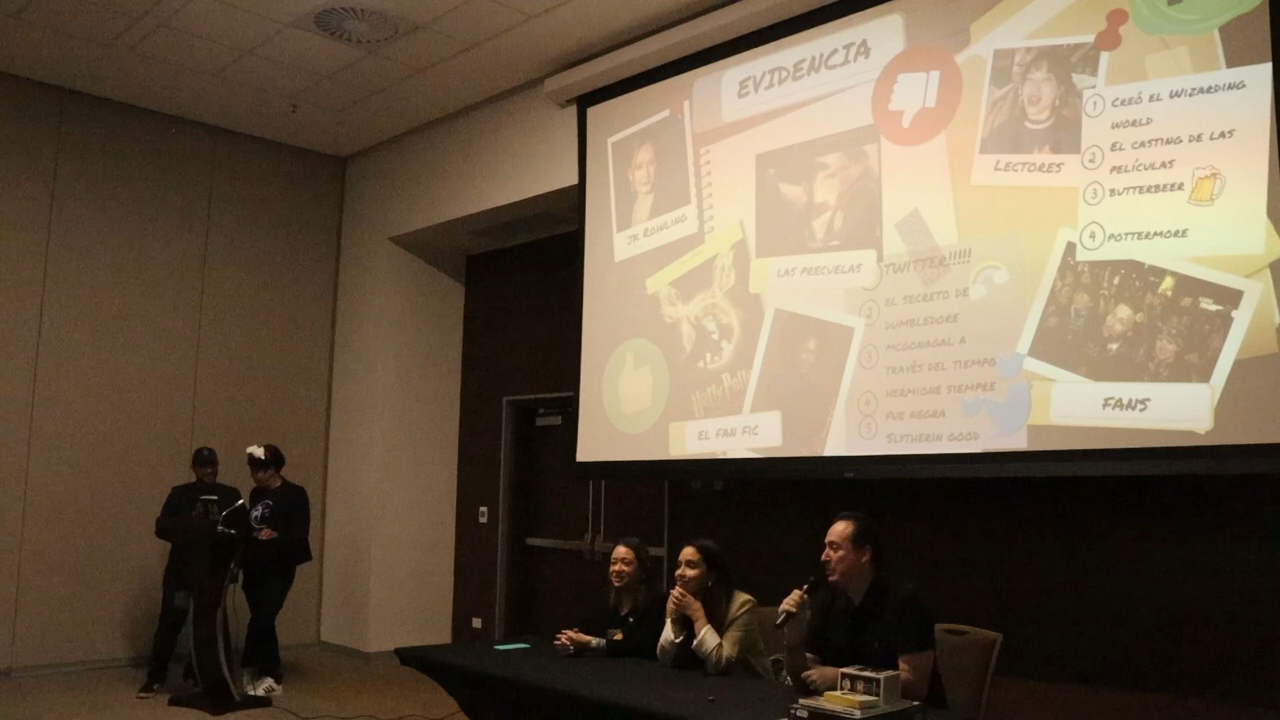 EVIDENCIA
JK ROWLING
LAS PRECUELAS
LECTORES
1 CREÓ EL WIZARDING
WORLD
2 EL CASTING DE LAS
PELÍCULAS
3 BUTTERBEER
4 POTTERMORE
TWITTER!!!!!
2 EL SECRETO DE
DUMBLEDORE
3 MCGONAGAL A
TRAVÉS DEL TIEMPO
4 HERMIONE SIEMPRE
FUE NEGRA
5 SLYTHERIN GOOD
Harry Potter
EL FAN FIC
FANS